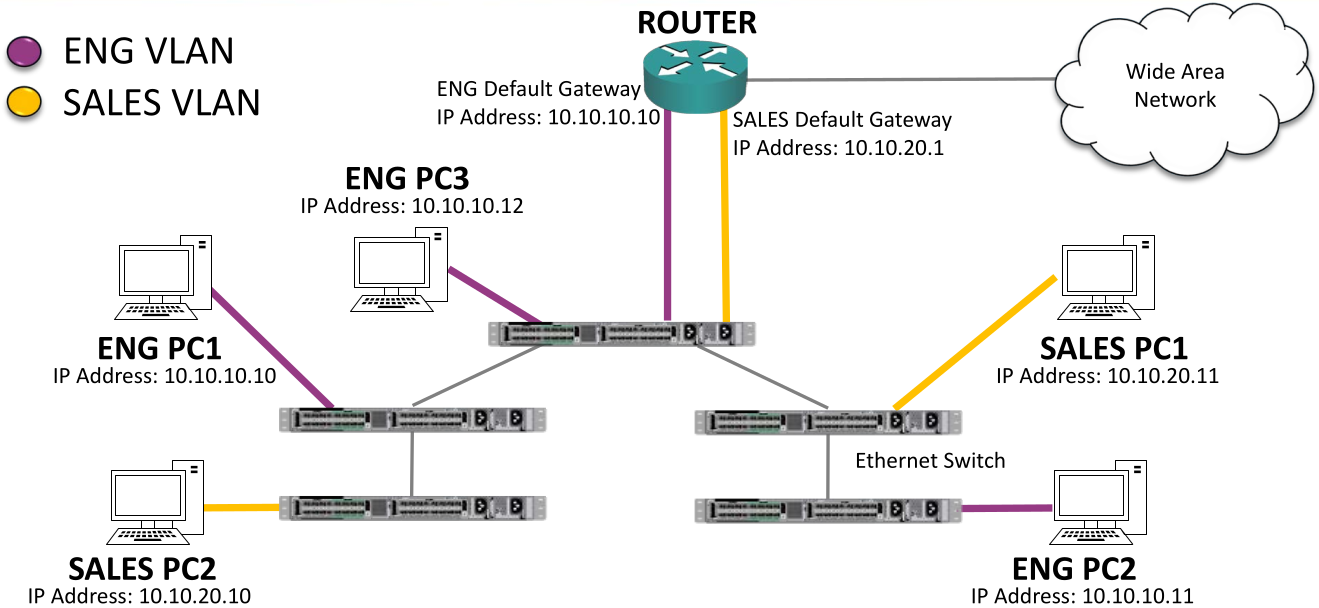 ROUTER
ENG VLAN
SALES VLAN
Wide Area
Network
ENG Default Gateway
IP Address: 10.10.10.10
SALES Default Gateway
IP Address: 10.10.20.1
ENG PC3
IP Address: 10.10.10.12
ENG PC1
IP Address: 10.10.10.10
SALES PC1
IP Address: 10.10.20.11
Ethernet Switch
SALES PC2
IP Address: 10.10.20.10
ENG PC2
IP Address: 10.10.10.11